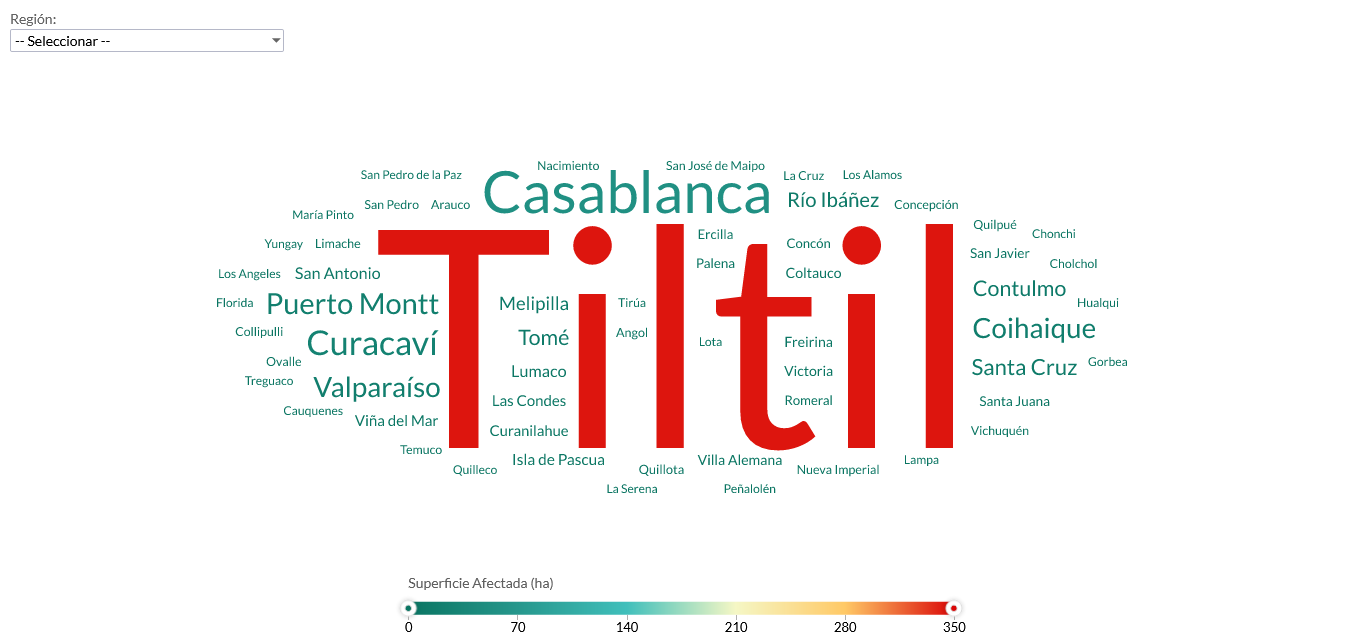 Región:
-- Seleccionar --
Nacimiento
San José de Maipo
San Pedro de la Paz
Casablanca
La Cruz
Los Alamos
María Pinto
San Pedro
Arauco
Río Ibáñez
Concepción
Yungay
Limache
Tiltil
Ercilla
Concón
Quilpué
Chonchi
Los Angeles
San Antonio
Palena
Coltauco
San Javier
Cholchol
Florida
Puerto Montt
Melipilla
Tirúa
Contulmo
Hualqui
Collipulli
Curacaví
Tomé
Angol
Lota
Freirina
Coihaique
Ovalle
Treguaco
Valparaíso
Lumaco
Victoria
Santa Cruz
Gorbea
Cauquenes
Viña del Mar
Las Condes
Romeral
Santa Juana
Temuco
Curanilahue
Vichuquén
Quilleco
Isla de Pascua
Quillota
Villa Alemana
Nueva Imperial
Lampa
La Serena
Peñalolén
Superficie Afectada (ha)
0 70 140 210 280 350